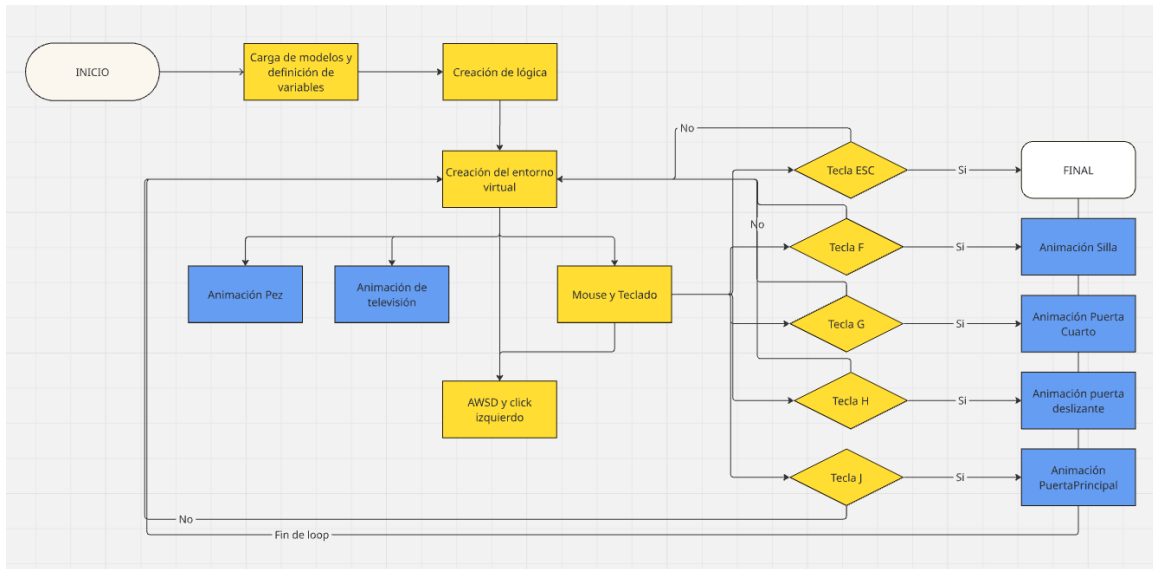 INICIO
Carga de modelos y
definición de
variables
Creación de lógica
No
Creación del entorno
virtual
Tecla ESC
Si
FINAL
No
Tecla F
Si
Animación Silla
Animación Pez
Animación de
televisión
Mouse y Teclado
Tecla G
Si
Animación Puerta
Cuarto
AWSD y click
izquierdo
Tecla H
Si
Animación puerta
deslizante
Tecla J
Si
Animación
PuertaPrincipal
No
Fin de loop